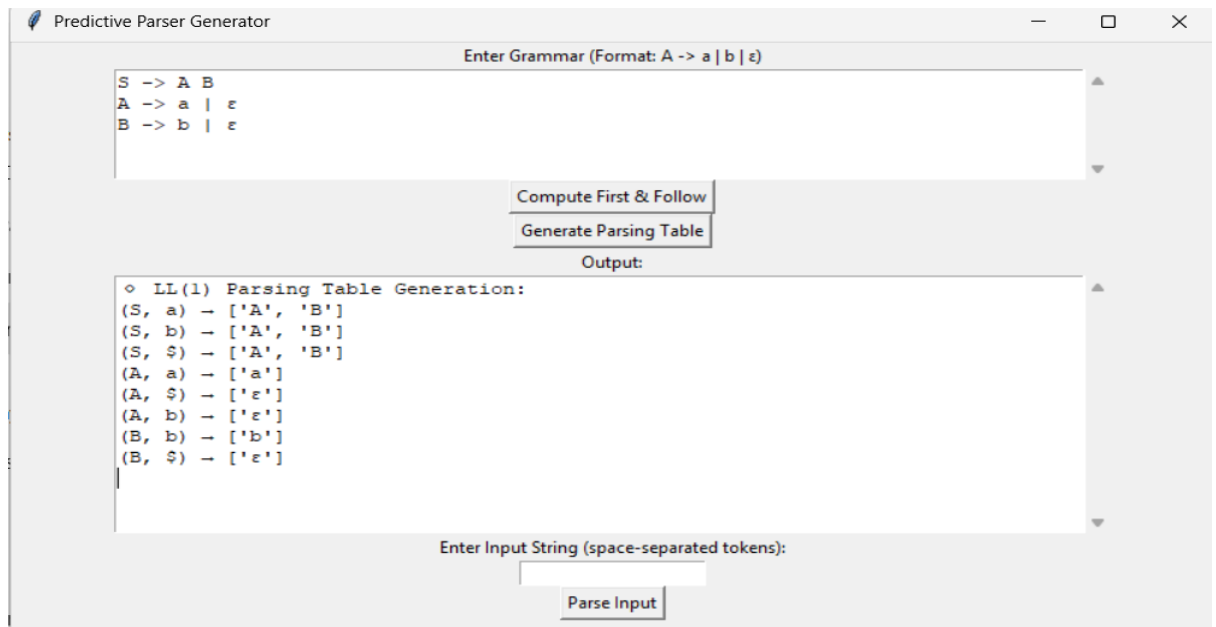 Predictive Parser Generator
Enter Grammar (Format: A -> a | b | ε)
S -> A B
A -> a | ε
B -> b | ε
Compute First & Follow
Generate Parsing Table
Output:
⋄ LL(1) Parsing Table Generation:
(S, a) → ['A', 'B']
(S, b) → ['A', 'B']
(S, $) → ['A', 'B']
(A, a) → ['a']
(A, $) → ['ε']
(A, b) → ['ε']
(B, b) → ['b']
(B, $) → ['ε']
Enter Input String (space-separated tokens):
Parse Input